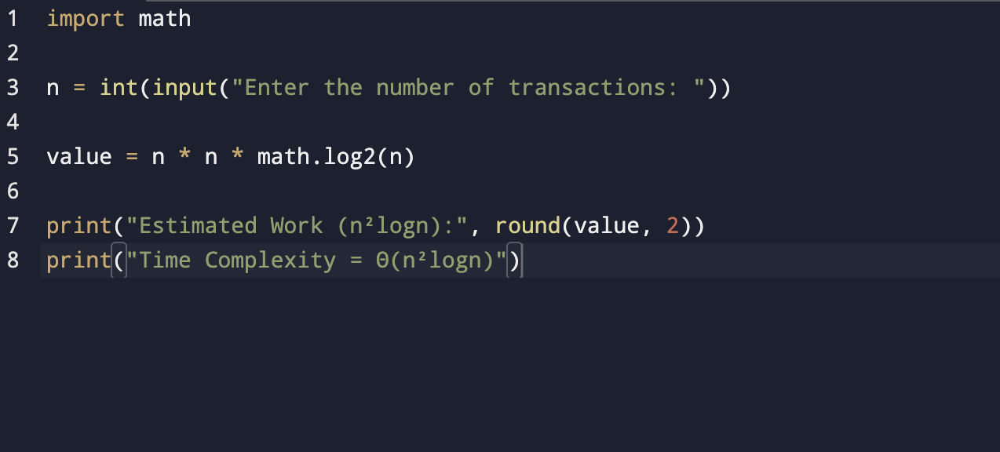 1 import math
2
3 n = int(input("Enter the number of transactions: "))
4
5 value = n * n * math.log2(n)
6
7 print("Estimated Work (n²logn):", round(value, 2))
8 print("Time Complexity = Θ(n²logn)")